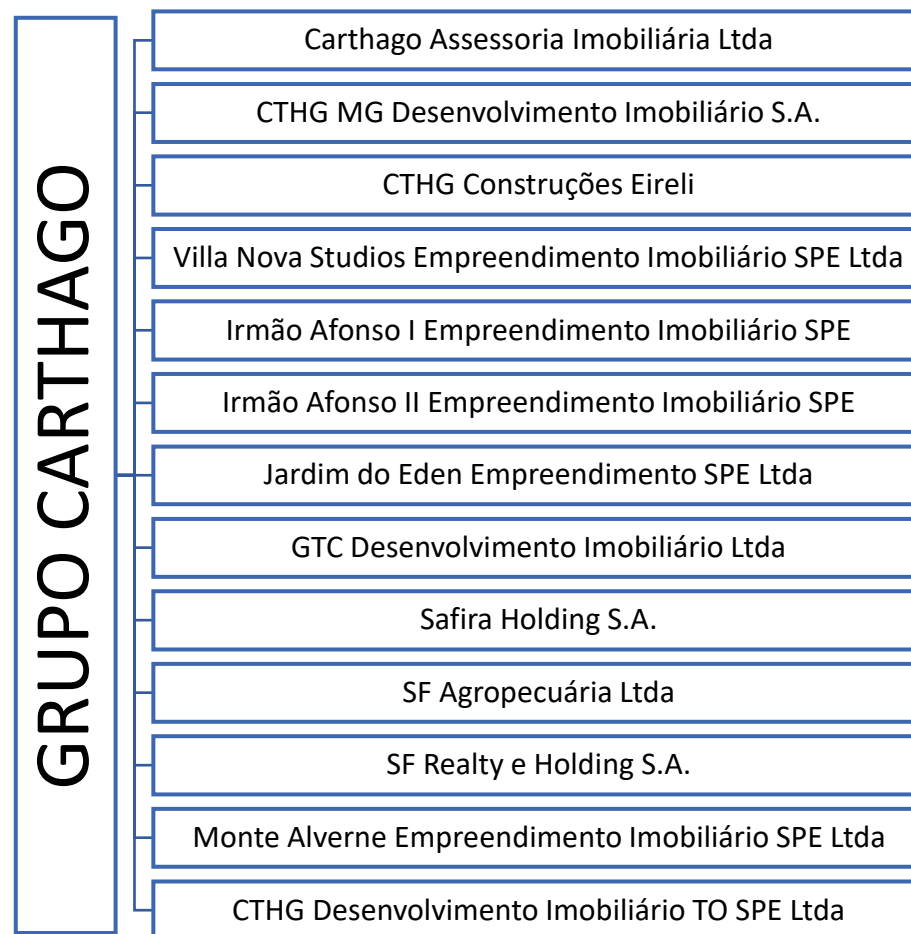 GRUPO CARTHAGO
Carthago Assessoria Imobiliária Ltda
CTHG MG Desenvolvimento Imobiliário S.A.
CTHG Construções Eireli
Villa Nova Studios Empreendimento Imobiliário SPE Ltda
Irmão Afonso I Empreendimento Imobiliário SPE
Irmão Afonso II Empreendimento Imobiliário SPE
Jardim do Eden Empreendimento SPE Ltda
GTC Desenvolvimento Imobiliário Ltda
Safira Holding S.A.
SF Agropecuária Ltda
SF Realty e Holding S.A.
Monte Alverne Empreendimento Imobiliário SPE Ltda
CTHG Desenvolvimento Imobiliário TO SPE Ltda